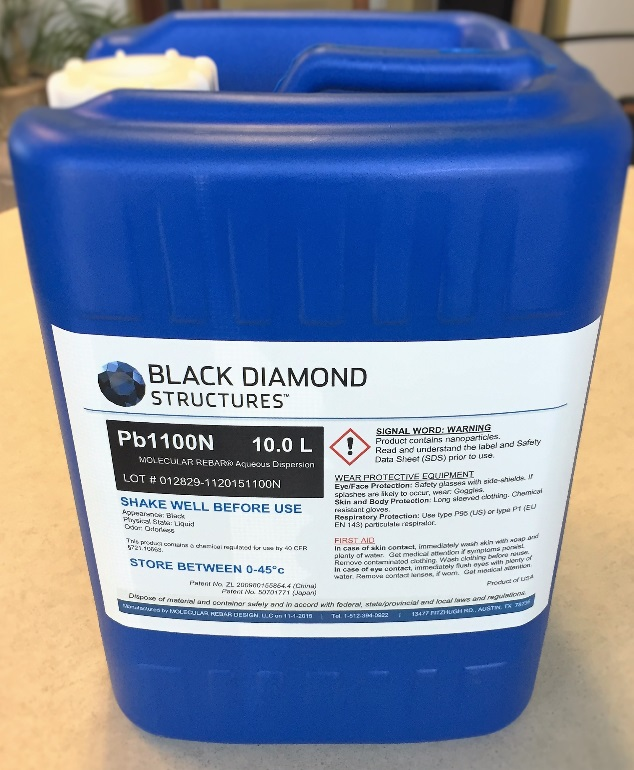 BLACK DIAMOND
STRUCTURES™
Pb1100N 10.0 L
MOLECULAR REBAR® Aqueous Dispersion
LOT # 012829-1120151100N
SHAKE WELL BEFORE USE
Appearance: Black
Physical State: Liquid
Odor: Odorless
This product contains a chemical regulated for use by 40 CFR
§721.10663.
STORE BETWEEN 0-45°c
Patent No. ZL 200980155864.4 (China)
Patent No. 50701771 (Japan)
SIGNAL WORD: WARNING
Product contains nanoparticles.
Read and understand the label and Safety
Data Sheet (SDS) prior to use.
WEAR PROTECTIVE EQUIPMENT
Eye/Face Protection: Safety glasses with side-shields. If
splashes are likely to occur, wear: Goggles.
Skin and Body Protection: Long sleeved clothing. Chemical
resistant gloves.
Respiratory Protection: Use type P95 (US) or type P1 (EU
EN 143) particulate respirator.
FIRST AID
In case of skin contact, immediately wash skin with soap and
plenty of water. Get medical attention if symptoms persist.
Remove contaminated clothing. Wash clothing before reuse.
In case of eye contact, immediately flush eyes with plenty of
water. Remove contact lenses, if worn. Get medical attention.
Product of USA
Dispose of material and container safely and in accord with federal, state/provincial and local laws and regulations.
Manufactured by MOLECULAR REBAR DESIGN, LLC on 11-1-2015 | Tel: 1-512-394-0822 | 13477 FITZHUGH RD., AUSTIN, TX 78736